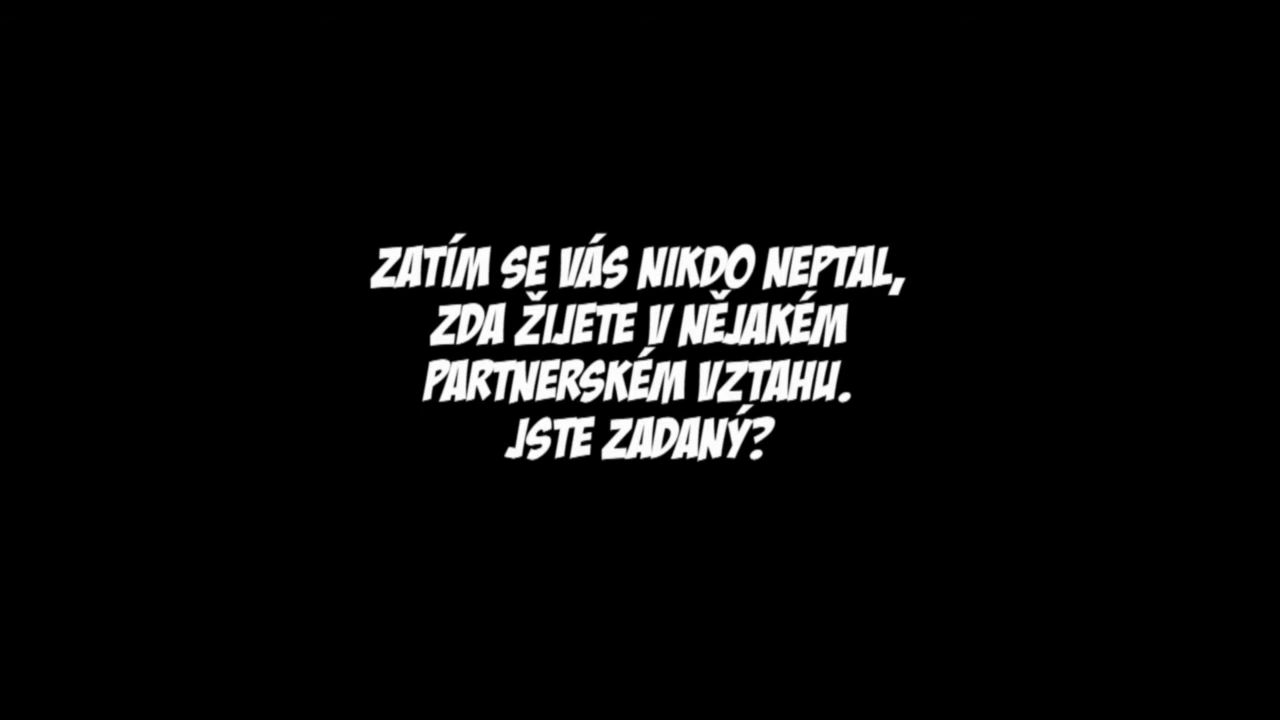 ZATÍM SE VÁS NIKDO NEPTAL,
ZDA ŽIJETE V NĚJAKÉM
PARTNERSKÉM VZTAHU.
JSTE ZADANÝ?